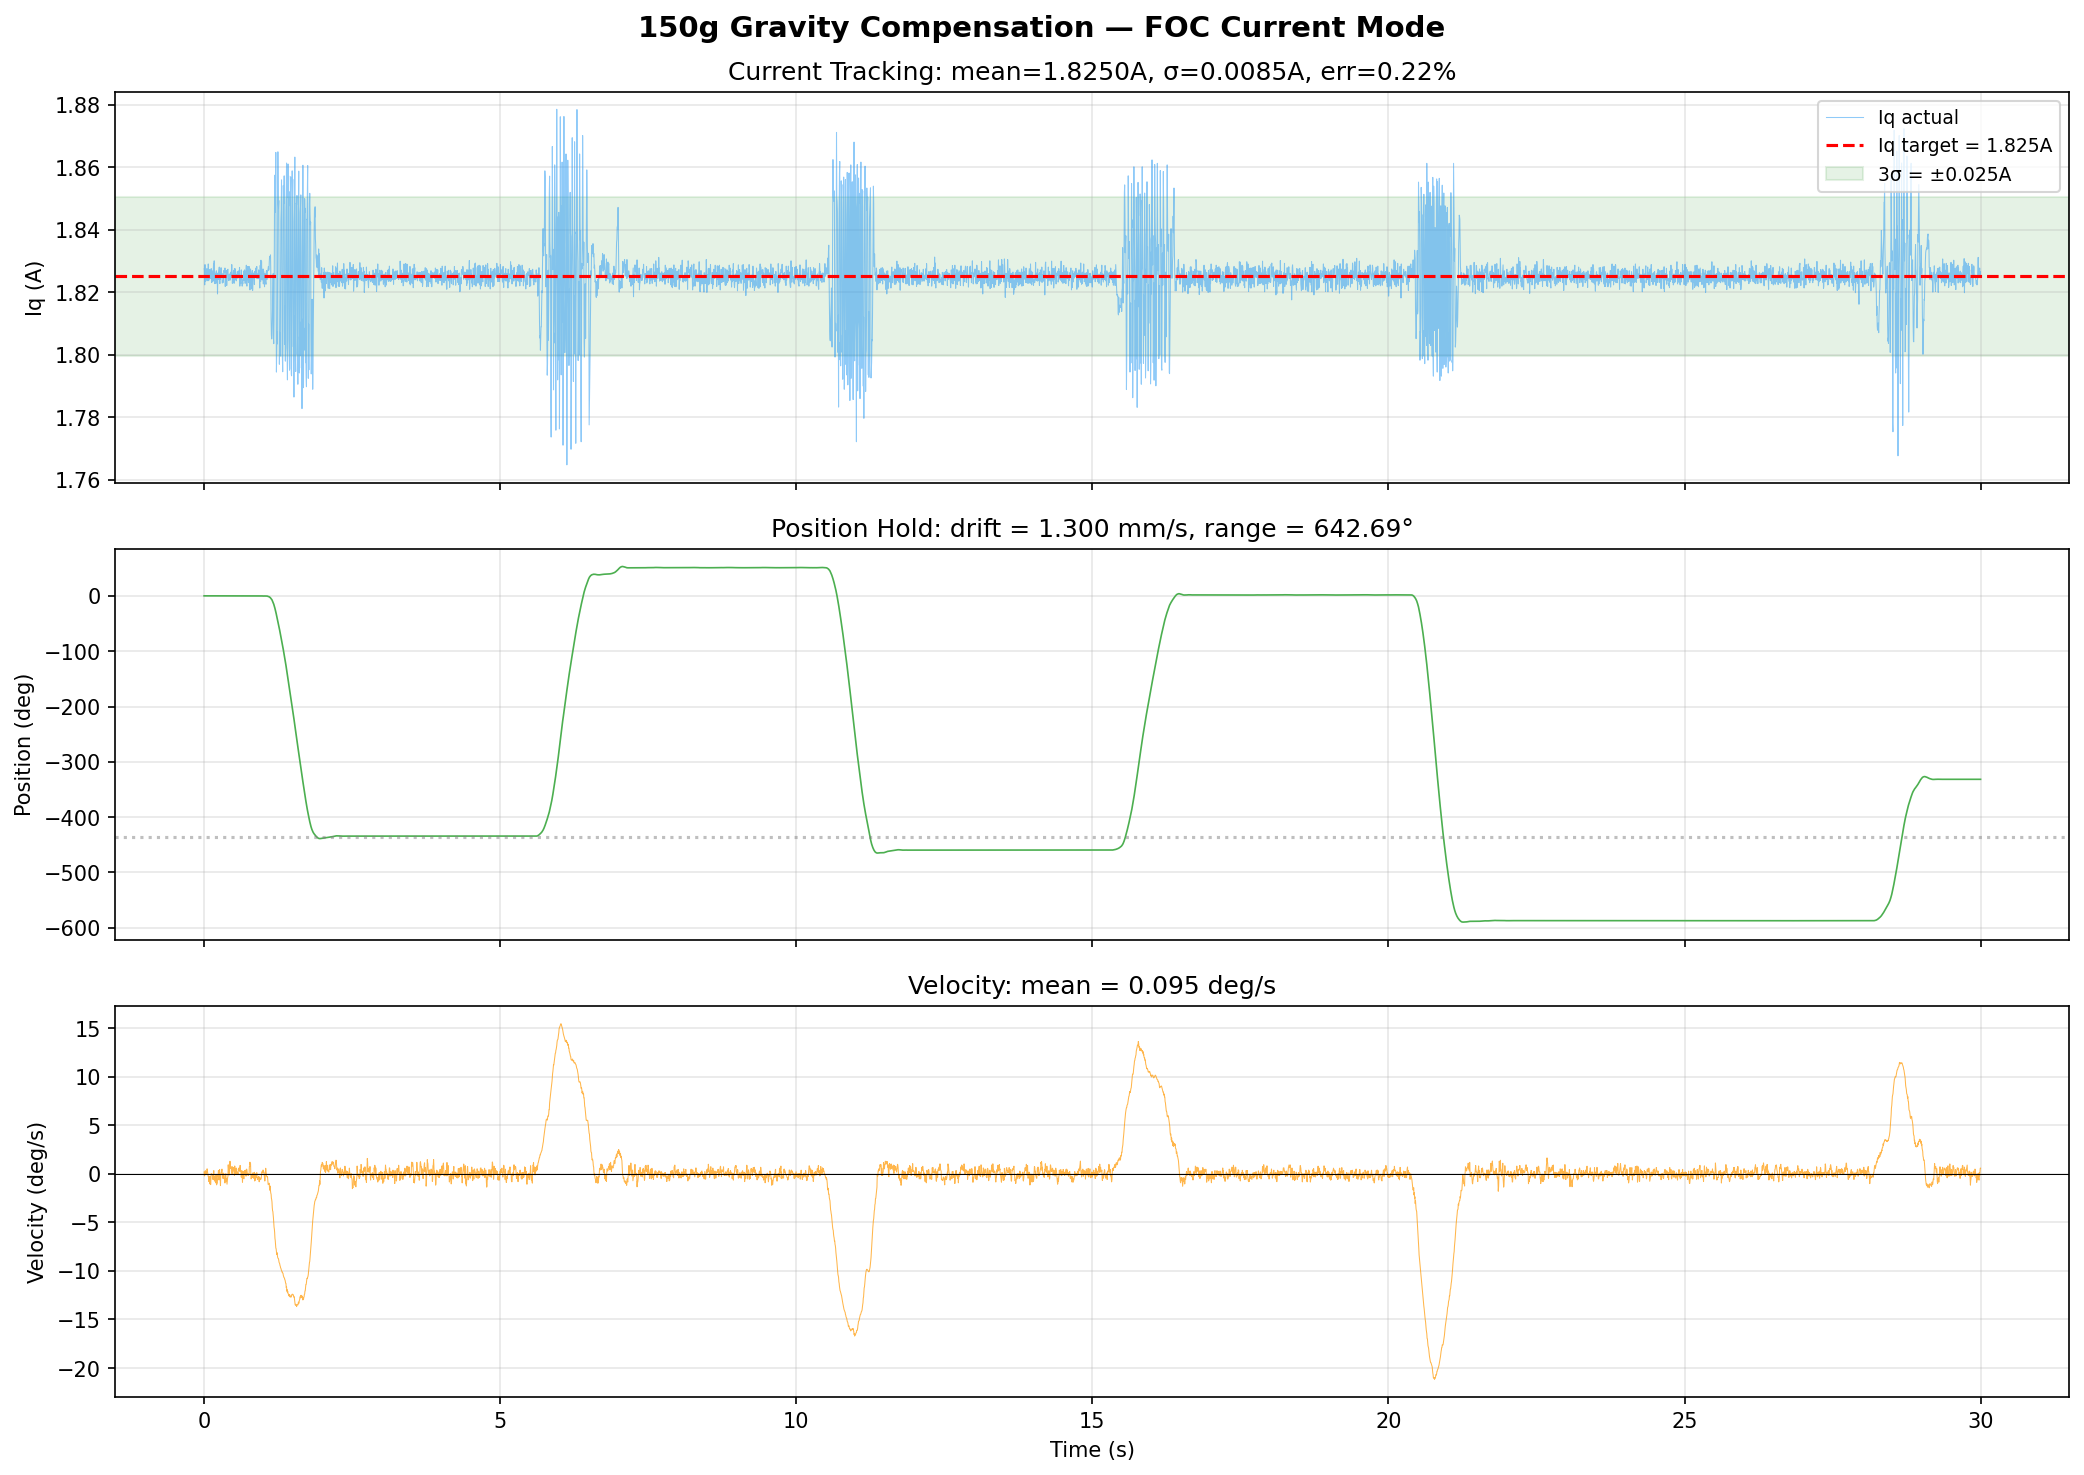 150g Gravity Compensation — FOC Current Mode
Current Tracking: mean=1.8250A, σ=0.0085A, err=0.22%
Iq (A)
1.88
1.86
1.84
1.82
1.80
1.78
1.76
Iq actual
Iq target = 1.825A
3σ = ±0.025A
Position Hold: drift = 1.300 mm/s, range = 642.69°
Position (deg)
0
−100
−200
−300
−400
−500
−600
Velocity: mean = 0.095 deg/s
Velocity (deg/s)
15
10
5
0
−5
−10
−15
−20
0 5 10 15 20 25 30
Time (s)